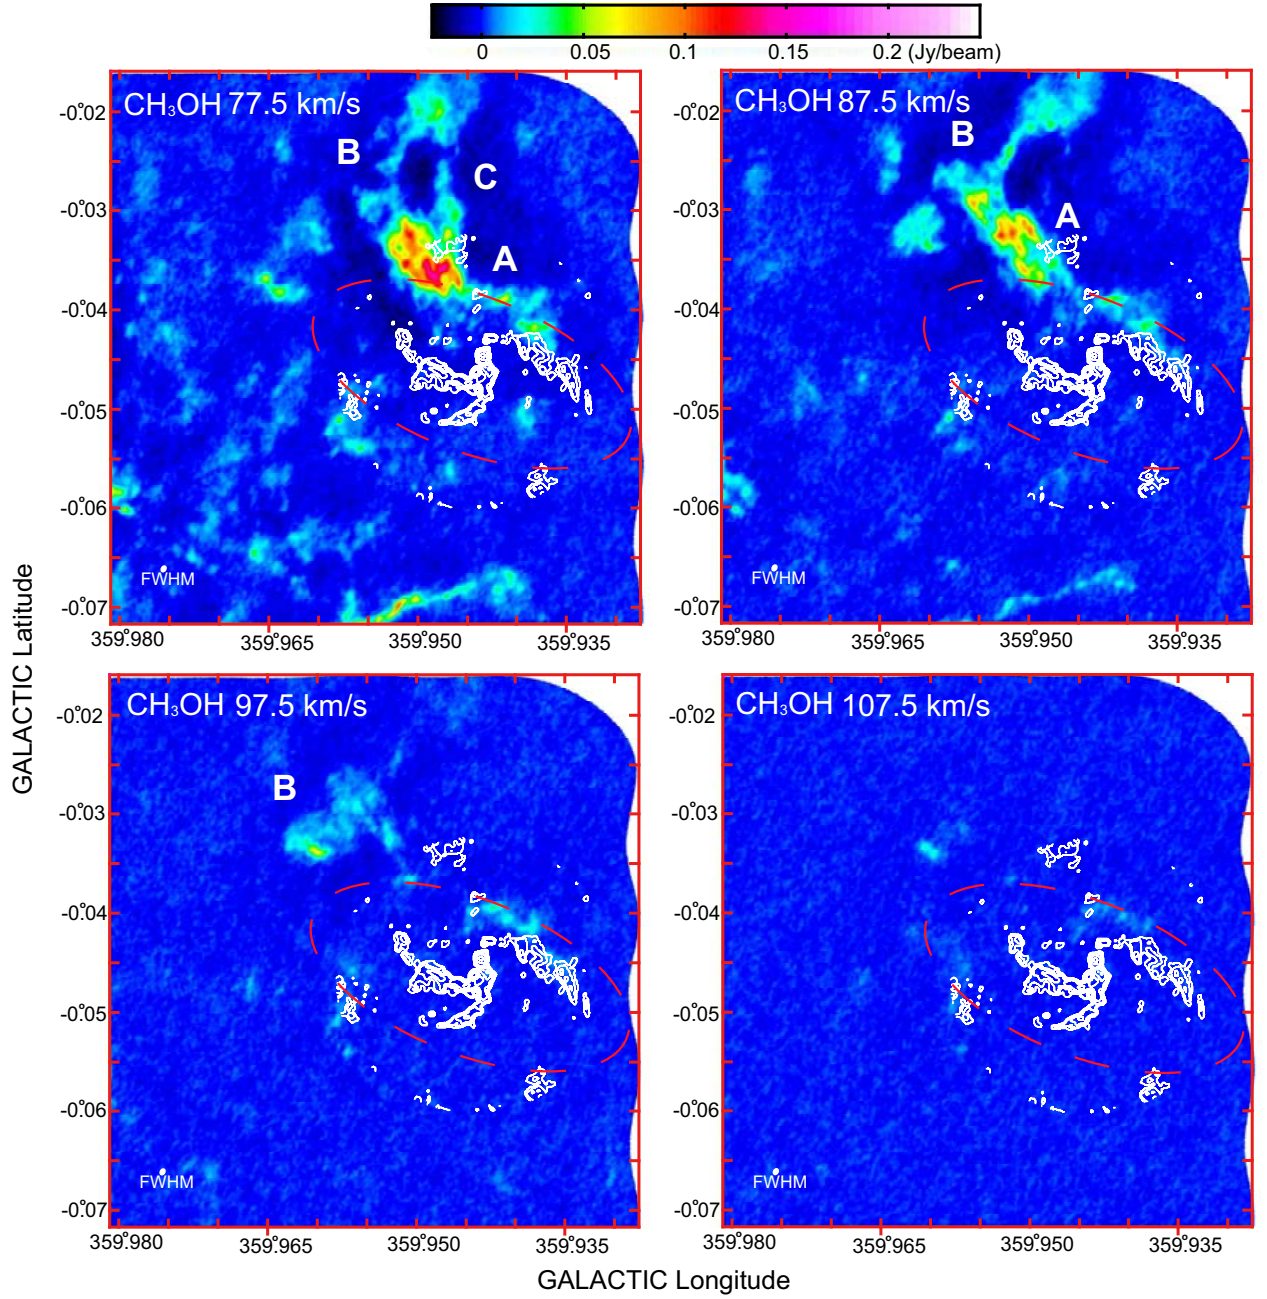 0 0.05 0.1 0.15 0.2 (Jy/beam)
CH₃OH 77.5 km/s
B
C
A
-0°02
-0°03
-0°04
-0°05
-0°06
-0°07
FWHM
359°980 359°965 359°950 359°935
CH₃OH 87.5 km/s
B
A
-0°02
-0°03
-0°04
-0°05
-0°06
-0°07
FWHM
359°980 359°965 359°950 359°935
CH₃OH 97.5 km/s
B
-0°02
-0°03
-0°04
-0°05
-0°06
-0°07
FWHM
359°980 359°965 359°950 359°935
CH₃OH 107.5 km/s
-0°02
-0°03
-0°04
-0°05
-0°06
-0°07
FWHM
359°980 359°965 359°950 359°935
GALACTIC Latitude
GALACTIC Longitude